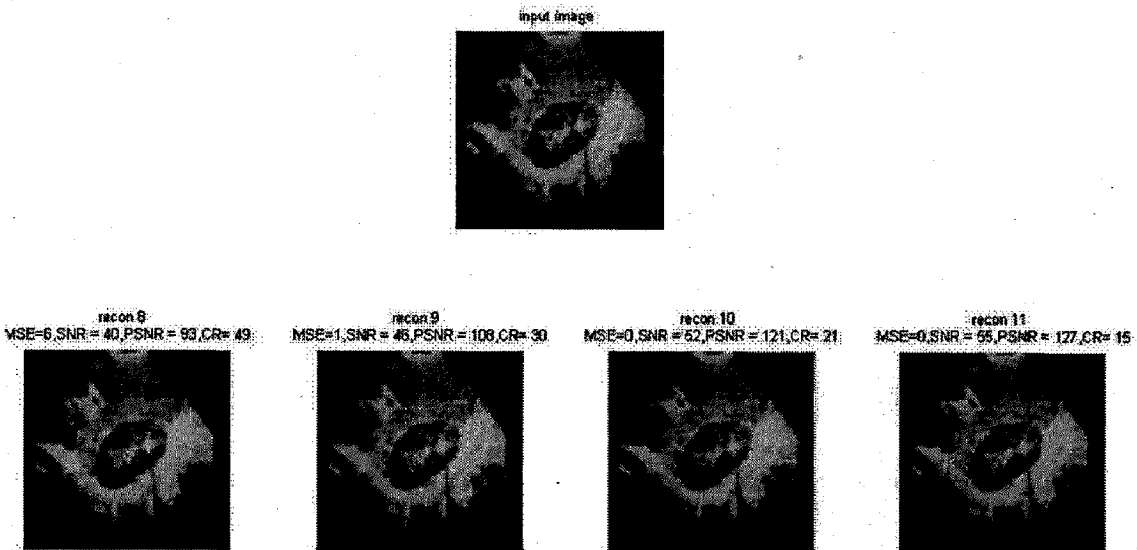 input image
recon 8
MSE=6,SNR = 40,PSNR = 93,CR= 49
recon 9
MSE=1,SNR = 46,PSNR = 108,CR= 30
recon 10
MSE=0,SNR = 52,PSNR = 121,CR= 21
recon 11
MSE=0,SNR = 55,PSNR = 127,CR= 15